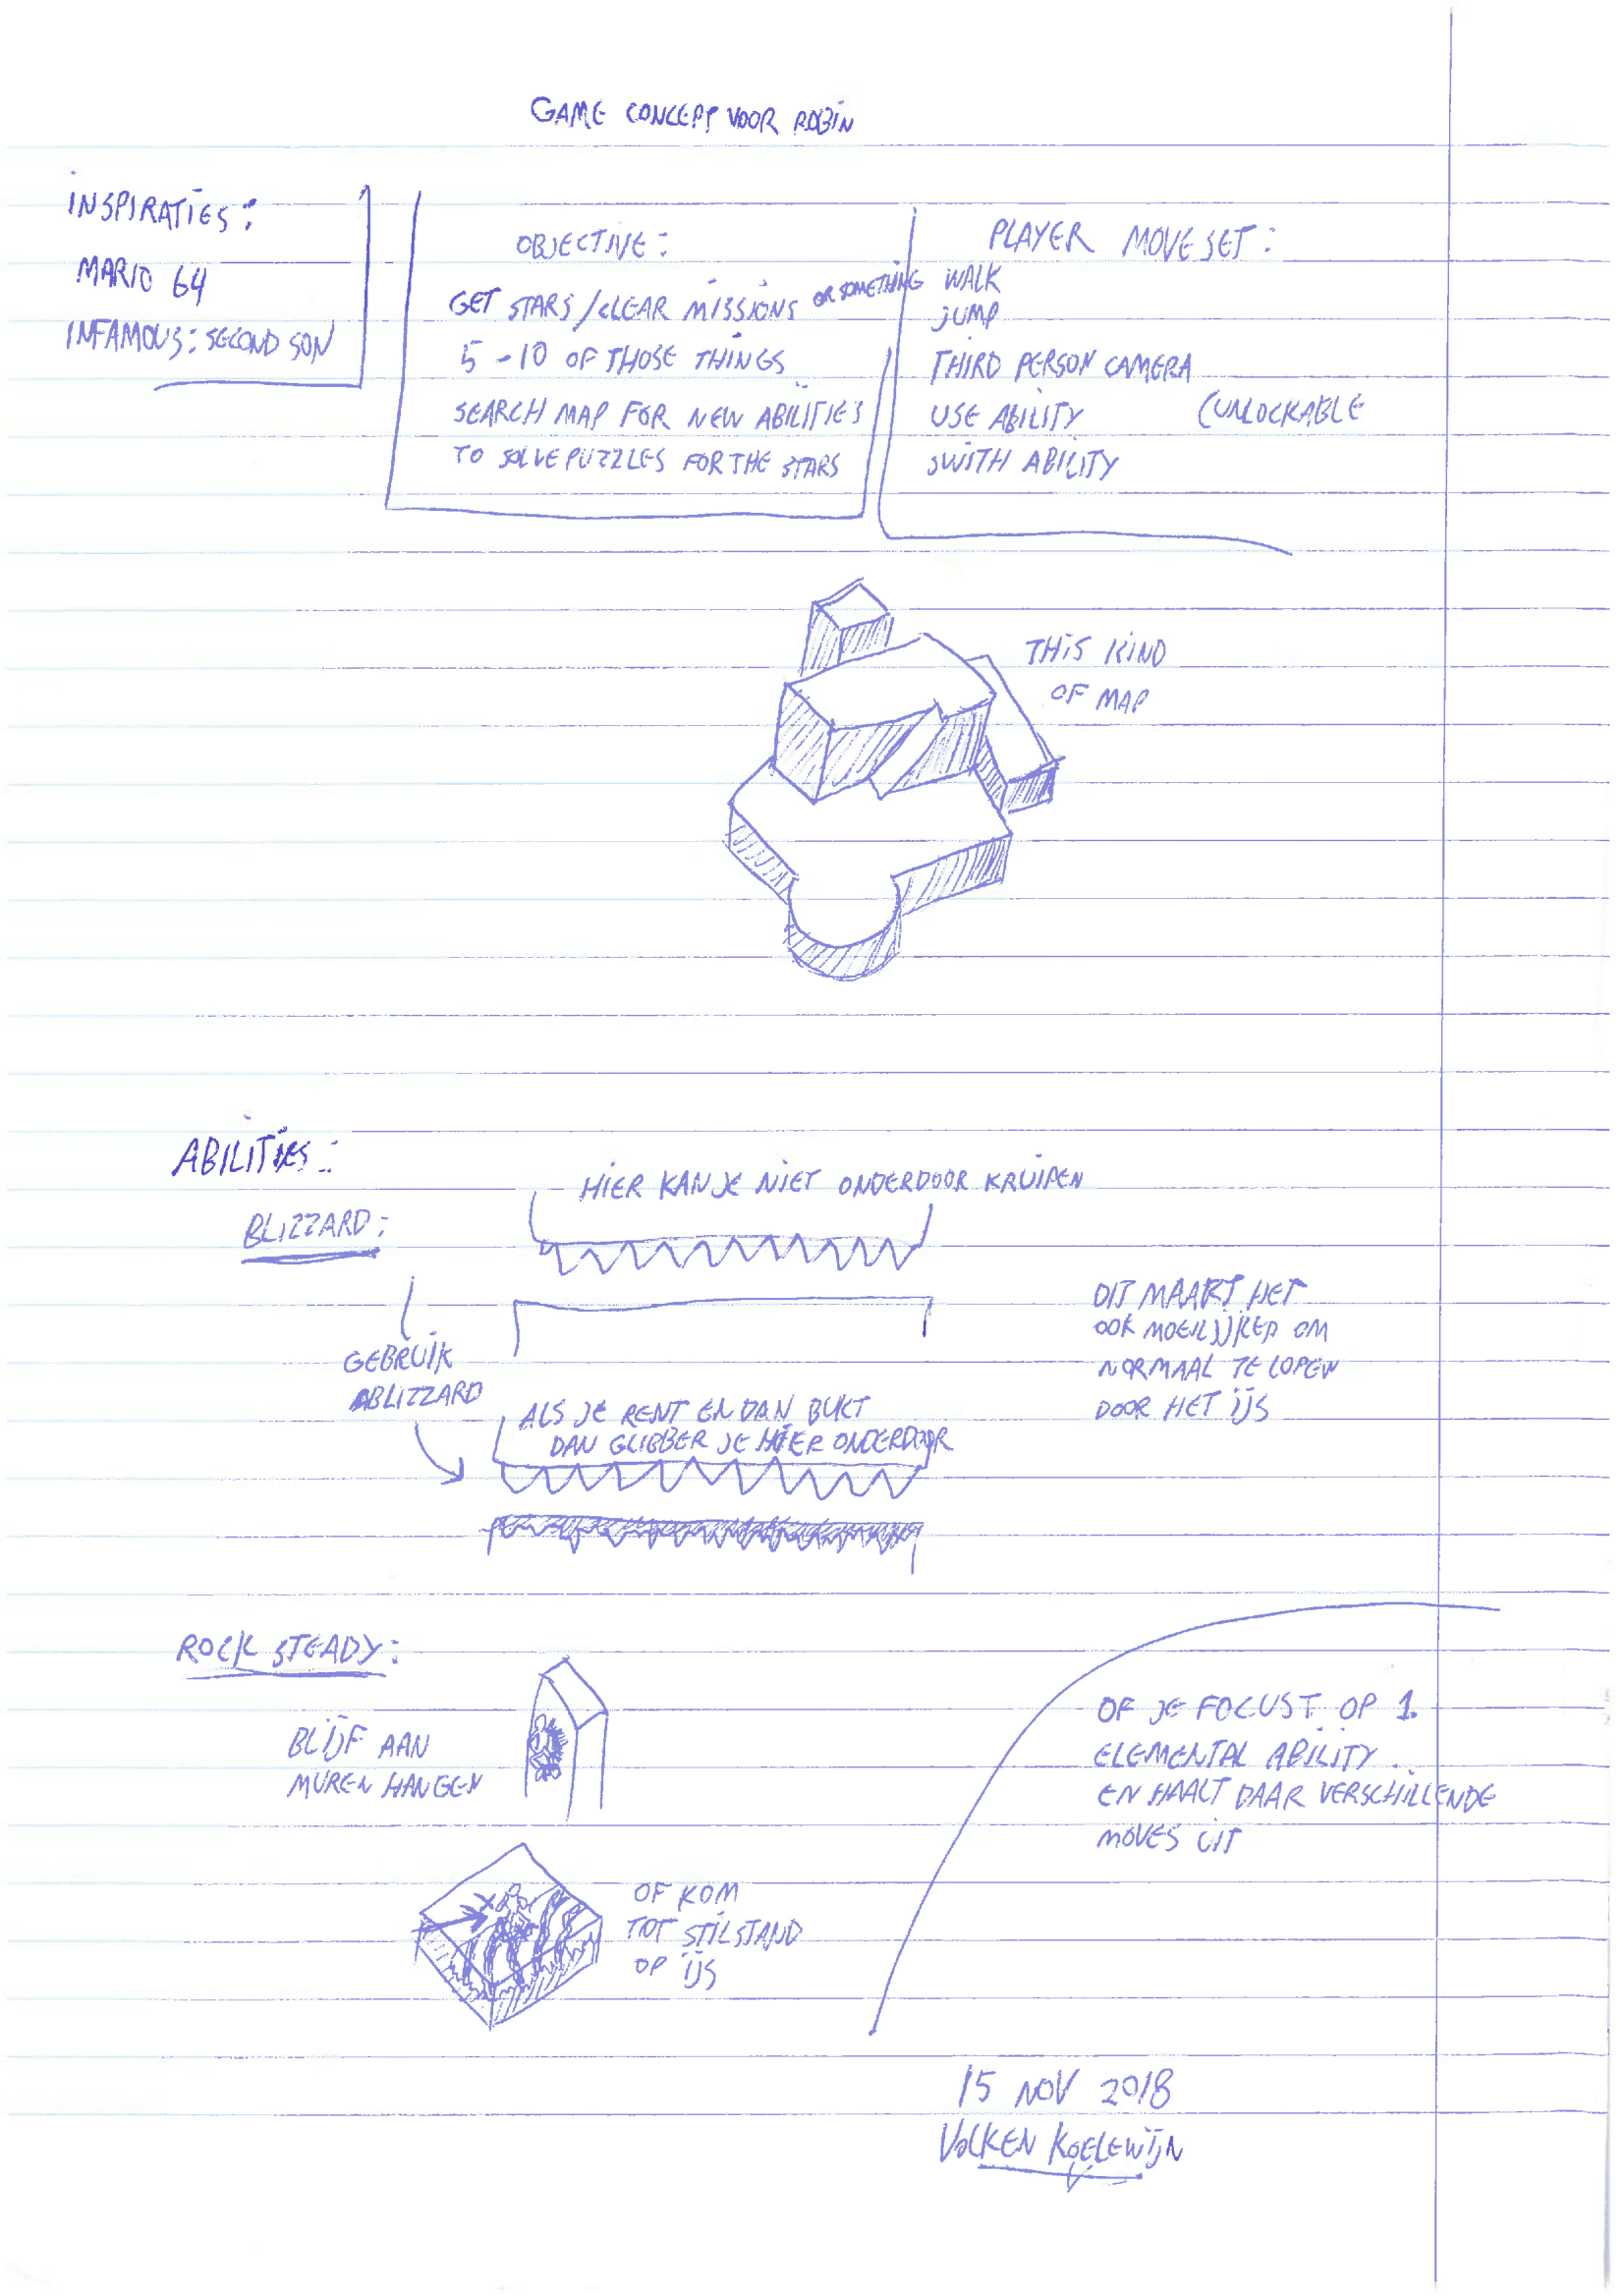 GAME CONCEPT VOOR ROBIN
INSPIRATIES:
MARIO 64
INFAMOUS: SECOND SON
OBJECTIVE:
GET STARS/CLEAR MISSIONS OR SOMETHING
5-10 OF THOSE THINGS
SEARCH MAP FOR NEW ABILITIES
TO SOLVE PUZZLES FOR THE STARS
PLAYER MOVE SET:
WALK
JUMP
THIRD PERSON CAMERA
USE ABILITY (UNLOCKABLE
SWITH ABILITY
THIS KIND
OF MAP
ABILITIES:
BLIZZARD:
HIER KAN JE NIET ONDERDOOR KRUIPEN
GEBRUIK
BLIZZARD
ALS JE RENT EN DAN BUKT
DAN GLIBBER JE HIER ONDERDOOR
DIT MAAKT HET
OOK MOEILIJKER OM
NORMAAL TE LOPEN
DOOR HET IJS
ROCK STEADY:
BLIJF AAN
MUREN HANGEN
OF KOM
TOT STILSTAND
OP IJS
OF JE FOCUST OP 1
ELEMENTAL ABILITY
EN HAALT DAAR VERSCHILLENDE
MOVES UIT
15 NOV 2018
VOLKEN KOELEWIJN